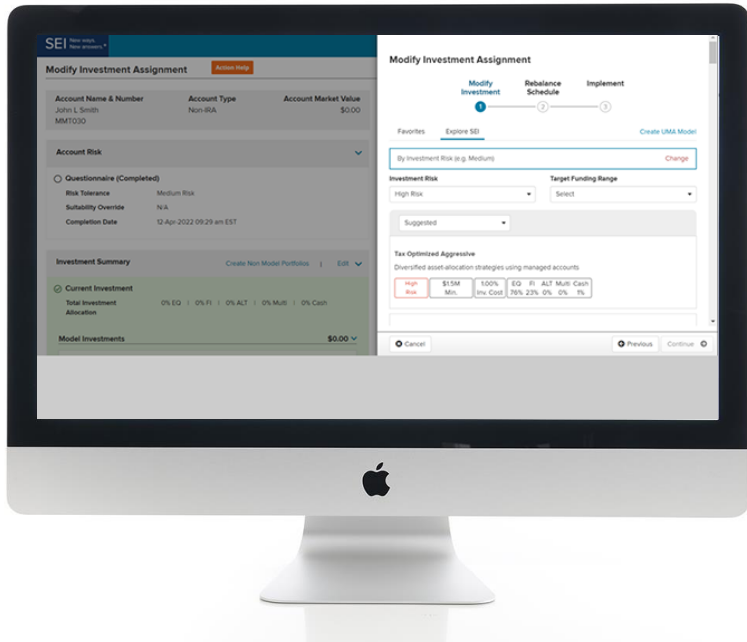 SEI New ways.
New answers.®
Modify Investment Assignment Action Help
Account Name & Number Account Type Account Market Value
John L Smith Non-IRA $0.00
MMT030
Account Risk
Questionnaire (Completed)
Risk Tolerance Medium Risk
Suitability Override N/A
Completion Date 12-Apr-2022 09:29 am EST
Investment Summary Create Non Model Portfolios | Edit
Current Investment
Total Investment Allocation 0% EQ | 0% FI | 0% ALT | 0% Multi | 0% Cash
Model Investments $0.00
Modify Investment Assignment
Modify Investment Rebalance Schedule Implement
1 2 3
Favorites Explore SEI Create UMA Model
By Investment Risk (e.g. Medium) Change
Investment Risk Target Funding Range
High Risk Select
Suggested
Tax Optimized Aggressive
Diversified asset-allocation strategies using managed accounts
High $1.5M 1.00% EQ FI ALT Multi Cash
Risk Min. Inv. Cost 76% 23% 0% 0% 1%
Cancel Previous Continue